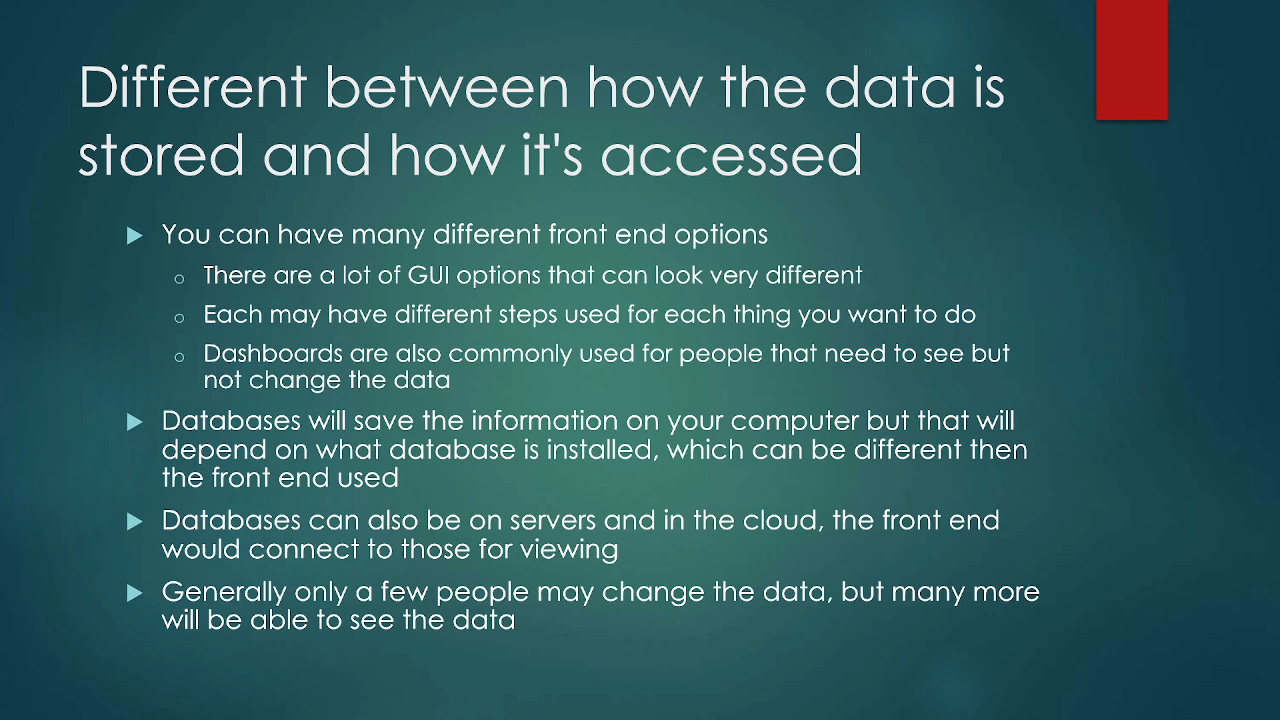 Different between how the data is
stored and how it's accessed
You can have many different front end options
There are a lot of GUI options that can look very different
Each may have different steps used for each thing you want to do
Dashboards are also commonly used for people that need to see but
not change the data
Databases will save the information on your computer but that will
depend on what database is installed, which can be different then
the front end used
Databases can also be on servers and in the cloud, the front end
would connect to those for viewing
Generally only a few people may change the data, but many more
will be able to see the data